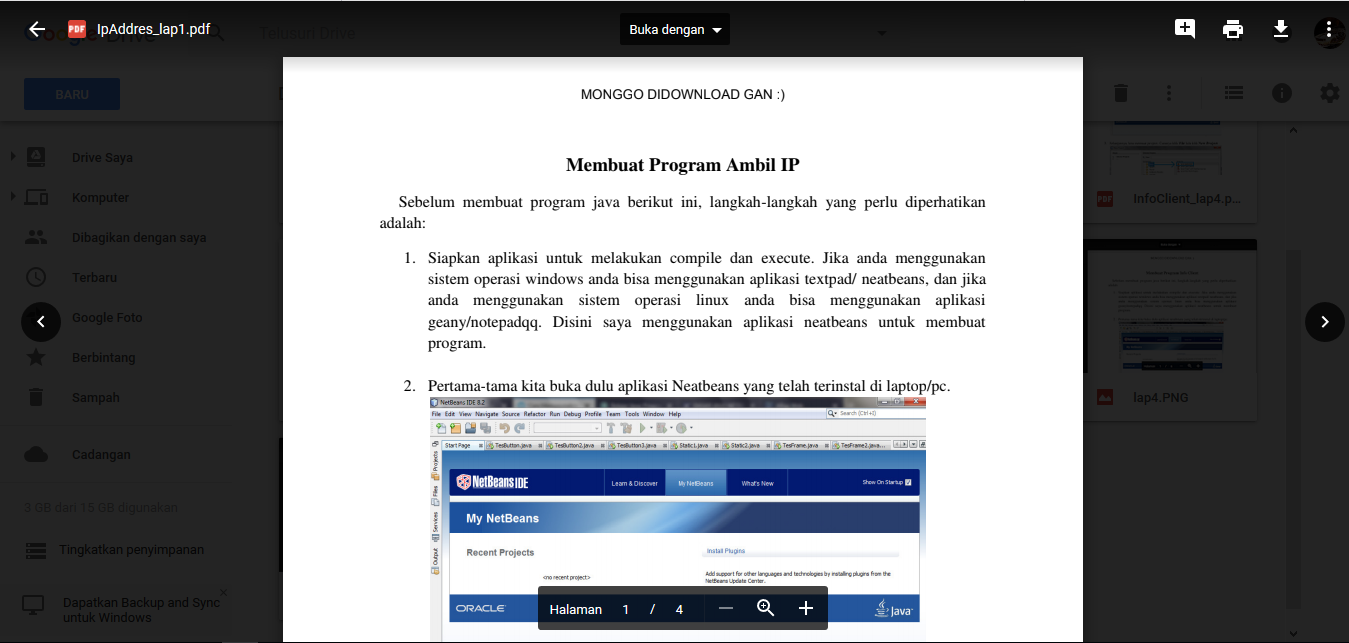 IpAddres_lap1.pdf
Buka dengan
Telusuri Drive
BARU
Drive Saya
Komputer
Dibagikan dengan saya
Terbaru
Google Foto
Berbintang
Sampah
Cadangan
3 GB dari 15 GB digunakan
Tingkatkan penyimpanan
Dapatkan Backup and Sync
untuk Windows
MONGGO DIDOWNLOAD GAN :)
Membuat Program Ambil IP
Sebelum membuat program java berikut ini, langkah-langkah yang perlu diperhatikan
adalah:
1. Siapkan aplikasi untuk melakukan compile dan execute. Jika anda menggunakan
sistem operasi windows anda bisa menggunakan aplikasi textpad/ neatbeans, dan jika
anda menggunakan sistem operasi linux anda bisa menggunakan aplikasi
geany/notepadqq. Disini saya menggunakan aplikasi neatbeans untuk membuat
program.
2. Pertama-tama kita buka dulu aplikasi Neatbeans yang telah terinstal di laptop/pc.
NetBeans IDE 8.2
File Edit View Navigate Source Refactor Run Debug Profile Team Tools Window Help
Search (Ctrl+I)
Start Page TesButton.java TesButton2.java TesButton3.java Static1.java Static2.java TesFrame.java TesFrame2.java...
Projects
Files
Services
Output
NetBeans IDE
Learn & Discover
My NetBeans
What's New
Show On Startup
My NetBeans
Recent Projects
<no recent project>
Install Plugins
Add support for other languages and technologies by installing plugins from the
NetBeans Update Center.
ORACLE
Java
Halaman 1 / 4
InfoClient_lap4.p...
lap4.PNG
PDF